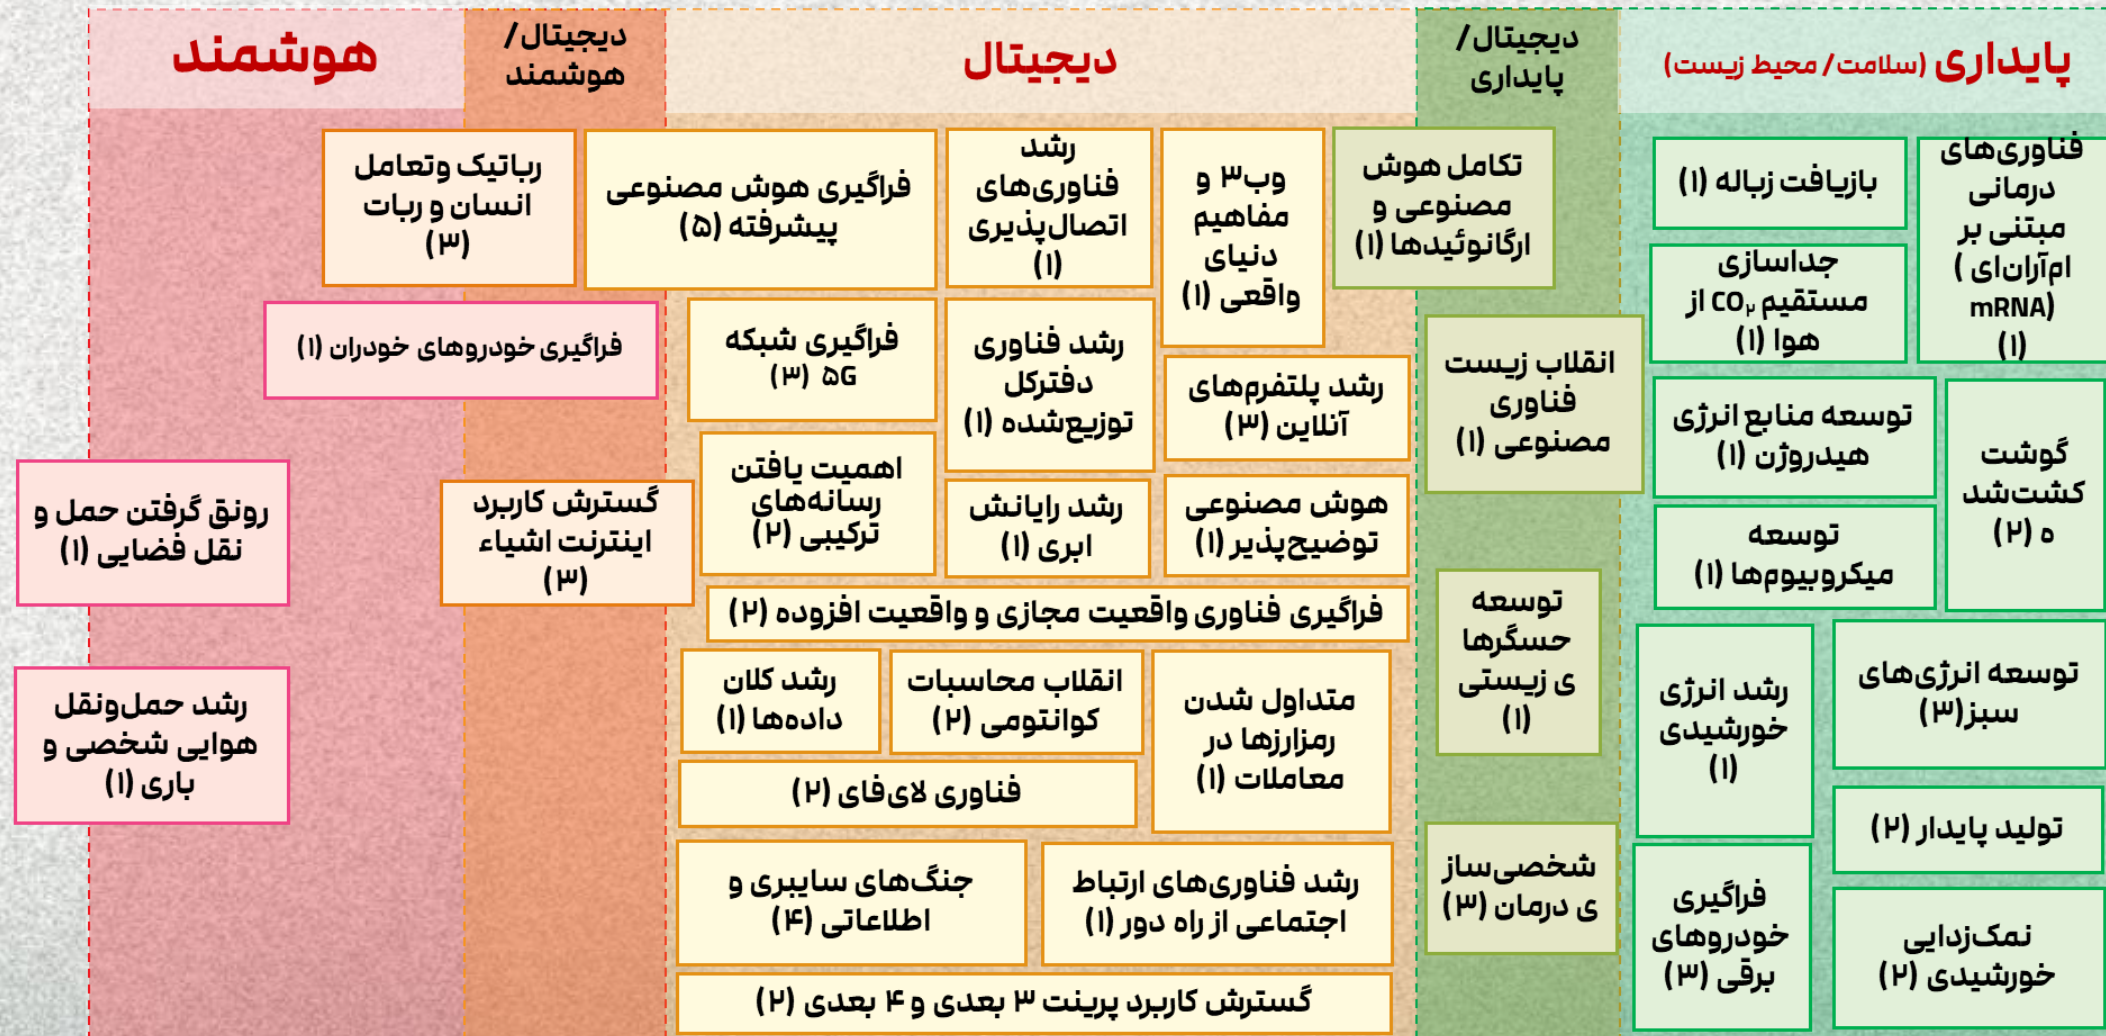 پایداری (سلامت/ محیط زیست)
دیجیتال/
پایداری
دیجیتال
دیجیتال/
هوشمند
هوشمند
فناوری‌های
درمانی
مبتنی بر
ام‌آران‌ای (
mRNA)
(۱)
بازیافت زباله (۱)
جداسازی
مستقیم CO₂ از
هوا (۱)
توسعه منابع انرژی
هیدروژن (۱)
گوشت
کشت‌شد
ه (۲)
توسعه
میکروبیوم‌ها (۱)
توسعه انرژی‌های
سبز(۳)
رشد انرژی
خورشیدی
(۱)
تولید پایدار (۲)
فراگیری
خودروهای
برقی (۳)
نمک‌زدایی
خورشیدی (۲)
تکامل هوش
مصنوعی و
ارگانوئیدها (۱)
انقلاب زیست
فناوری
مصنوعی (۱)
توسعه
حسگرها
ی زیستی
(۱)
شخصی‌ساز
ی درمان (۳)
وب۳ و
مفاهیم
دنیای
واقعی (۱)
رشد
فناوری‌های
اتصال‌پذیری
(۱)
فراگیری هوش مصنوعی
پیشرفته (۵)
رشد پلتفرم‌های
آنلاین (۳)
رشد فناوری
دفترکل
توزیع‌شده (۱)
فراگیری شبکه
۵G (۳)
هوش مصنوعی
توضیح‌پذیر (۱)
رشد رایانش
ابری (۱)
اهمیت یافتن
رسانه‌های
ترکیبی (۲)
فراگیری فناوری واقعیت مجازی و واقعیت افزوده (۲)
متداول شدن
رمزارزها در
معاملات (۱)
انقلاب محاسبات
کوانتومی (۲)
رشد کلان
داده‌ها (۱)
فناوری لای‌فای (۲)
رشد فناوری‌های ارتباط
اجتماعی از راه دور (۱)
جنگ‌های سایبری و
اطلاعاتی (۴)
گسترش کاربرد پرینت ۳ بعدی و ۴ بعدی (۲)
رباتیک وتعامل
انسان و ربات
(۳)
فراگیری خودروهای خودران (۱)
گسترش کاربرد
اینترنت اشیاء
(۳)
رونق گرفتن حمل و
نقل فضایی (۱)
رشد حمل‌ونقل
هوایی شخصی و
باری (۱)